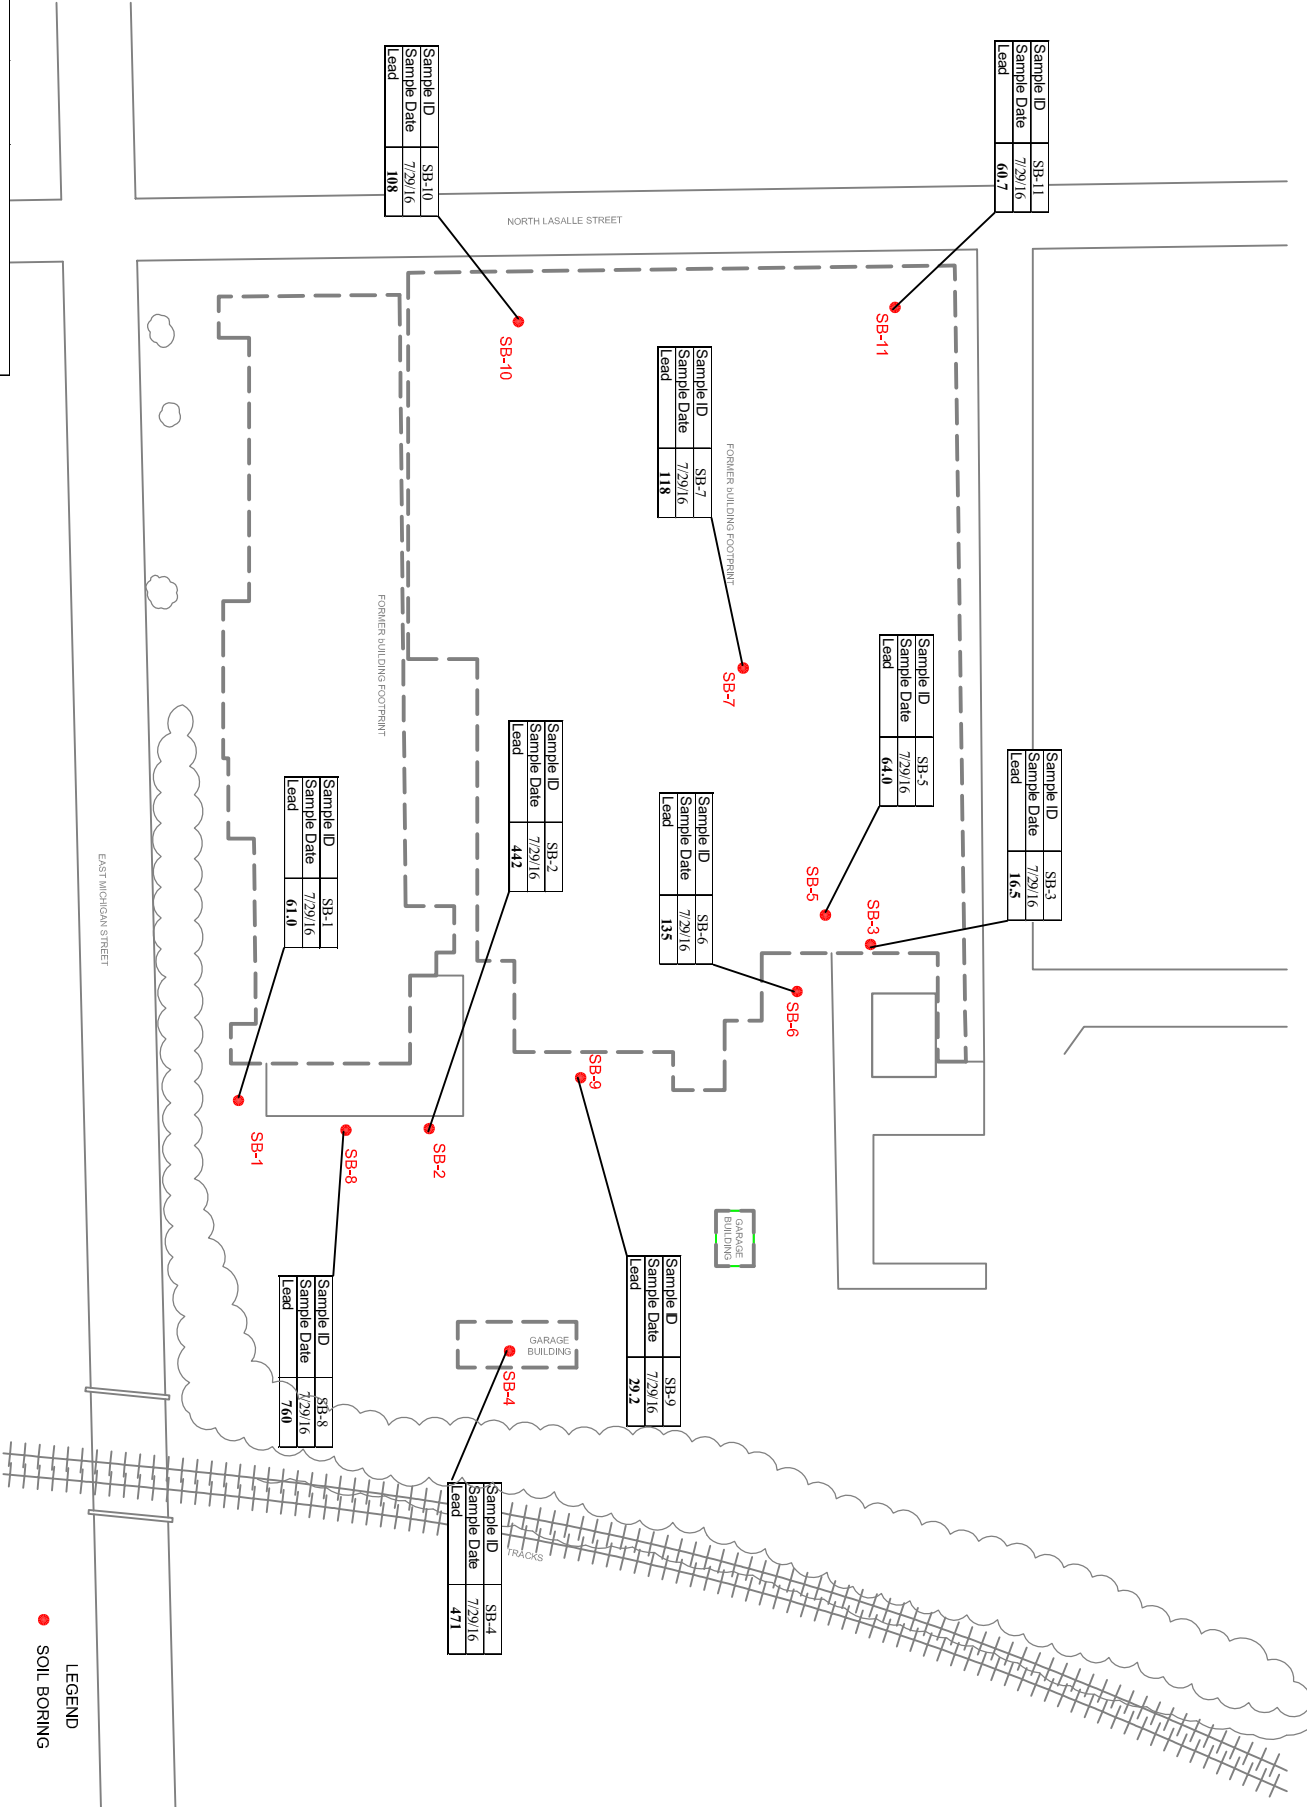 Sample ID SB-11
Sample Date 7/29/16
Lead 60.7
SB-11
Sample ID SB-10
Sample Date 7/29/16
Lead 108
SB-10
NORTH LASALLE STREET
Sample ID SB-7
Sample Date 7/29/16
Lead 118
SB-7
FORMER bUILDING FOOTPRINT
Sample ID SB-5
Sample Date 7/29/16
Lead 64.0
SB-5
Sample ID SB-3
Sample Date 7/29/16
Lead 16.5
SB-3
Sample ID SB-6
Sample Date 7/29/16
Lead 135
SB-6
FORMER bUILDING FOOTPRINT
Sample ID SB-2
Sample Date 7/29/16
Lead 442
SB-2
Sample ID SB-1
Sample Date 7/29/16
Lead 61.0
SB-1
EAST MICHIGAN STREET
SB-9
Sample ID SB-9
Sample Date 7/29/16
Lead 29.2
SB-8
Sample ID SB-8
Sample Date 7/29/16
Lead 760
GARAGE
BUILDING
GARAGE
BUILDING
SB-4
Sample ID SB-4
Sample Date 7/29/16
Lead 471
TRACKS
LEGEND
SOIL BORING